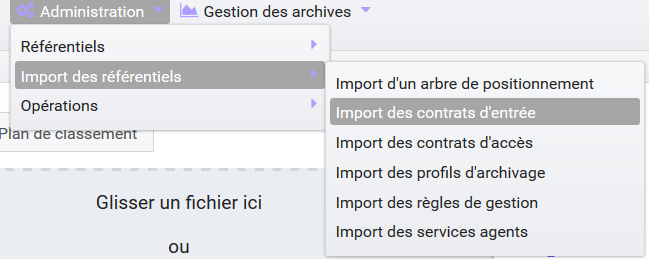 Administration
Gestion des archives
Référentiels
Import des référentiels
Opérations
Import d'un arbre de positionnement
Import des contrats d'entrée
Import des contrats d'accès
Import des profils d'archivage
Import des règles de gestion
Import des services agents
Plan de classement
Glisser un fichier ici
ou